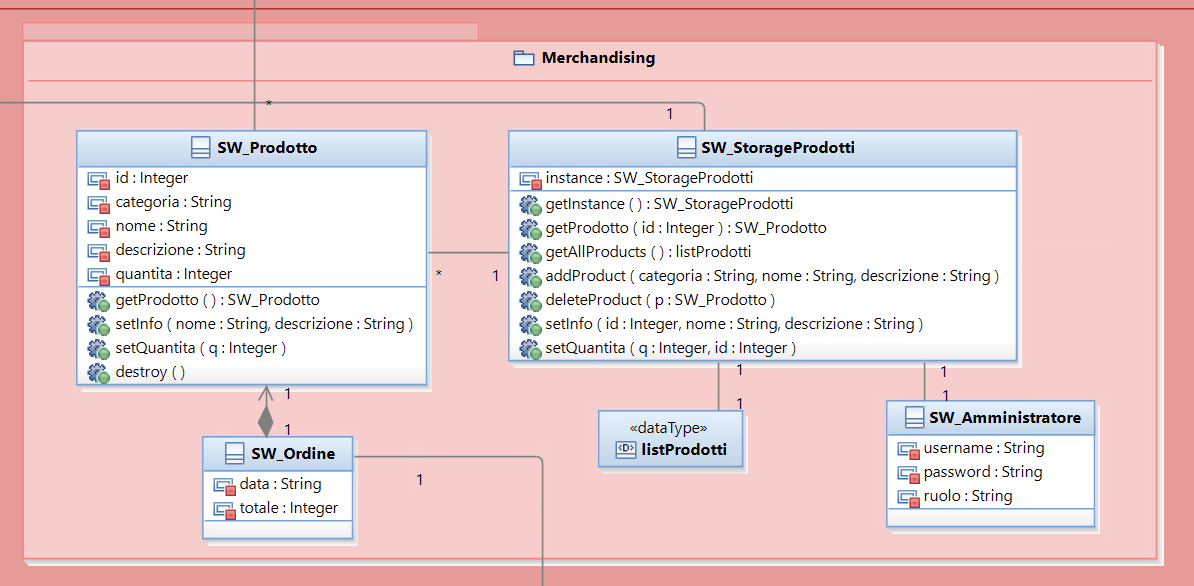 Merchandising
*
1
SW_Prodotto
id : Integer
categoria : String
nome : String
descrizione : String
quantita : Integer
getProdotto ( ) : SW_Prodotto
setInfo ( nome : String, descrizione : String )
setQuantita ( q : Integer )
destroy ( )
*
1
SW_StorageProdotti
instance : SW_StorageProdotti
getInstance ( ) : SW_StorageProdotti
getProdotto ( id : Integer ) : SW_Prodotto
getAllProducts ( ) : listProdotti
addProduct ( categoria : String, nome : String, descrizione : String )
deleteProduct ( p : SW_Prodotto )
setInfo ( id : Integer, nome : String, descrizione : String )
setQuantita ( q : Integer, id : Integer )
1
1
SW_Ordine
data : String
totale : Integer
1
1
1
«dataType»
<D>
listProdotti
1
1
SW_Amministratore
username : String
password : String
ruolo : String